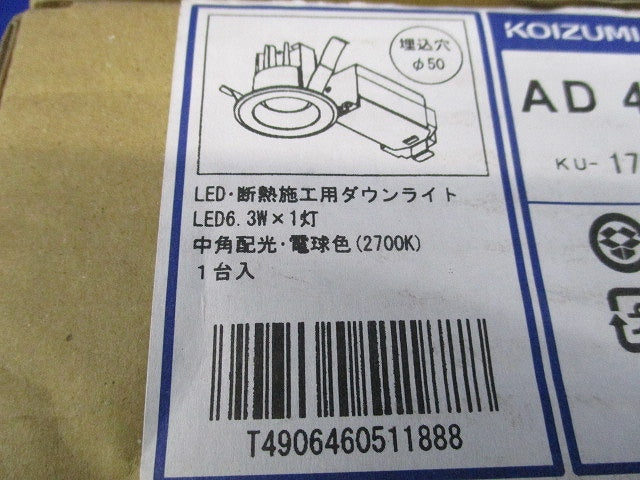 埋込穴
φ50
LED・断熱施工用ダウンライト
LED6.3W×1灯
中角配光・電球色(2700K)
1台入
T4906460511888
KOIZUMI
AD 4
KU- 17